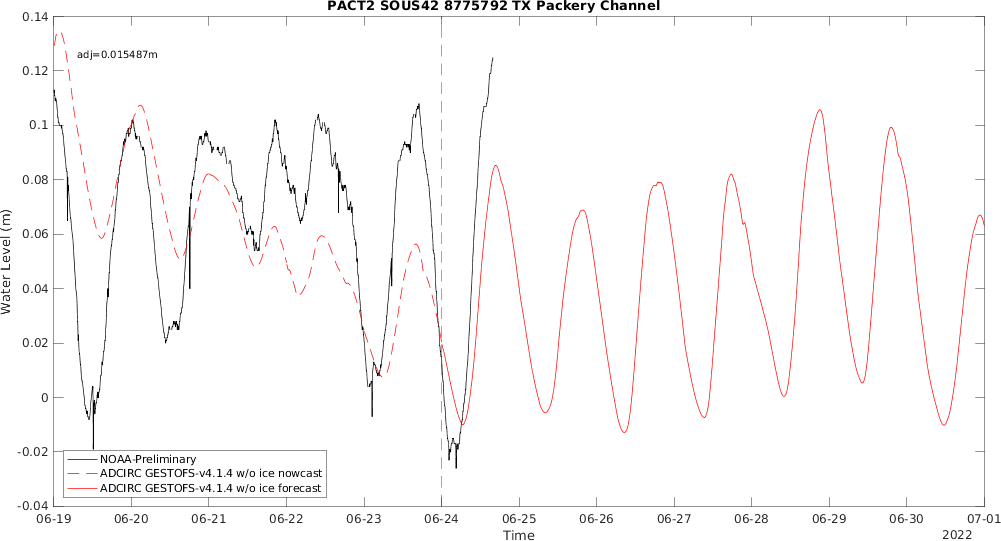 PACT2 SOUS42 8775792 TX Packery Channel
adj=0.015487m
0.14
0.12
0.1
0.08
0.06
0.04
0.02
0
-0.02
-0.04
Water Level (m)
NOAA-Preliminary
ADCIRC GESTOFS-v4.1.4 w/o ice nowcast
ADCIRC GESTOFS-v4.1.4 w/o ice forecast
06-19 06-20 06-21 06-22 06-23 06-24 06-25 06-26 06-27 06-28 06-29 06-30 07-01
Time
2022